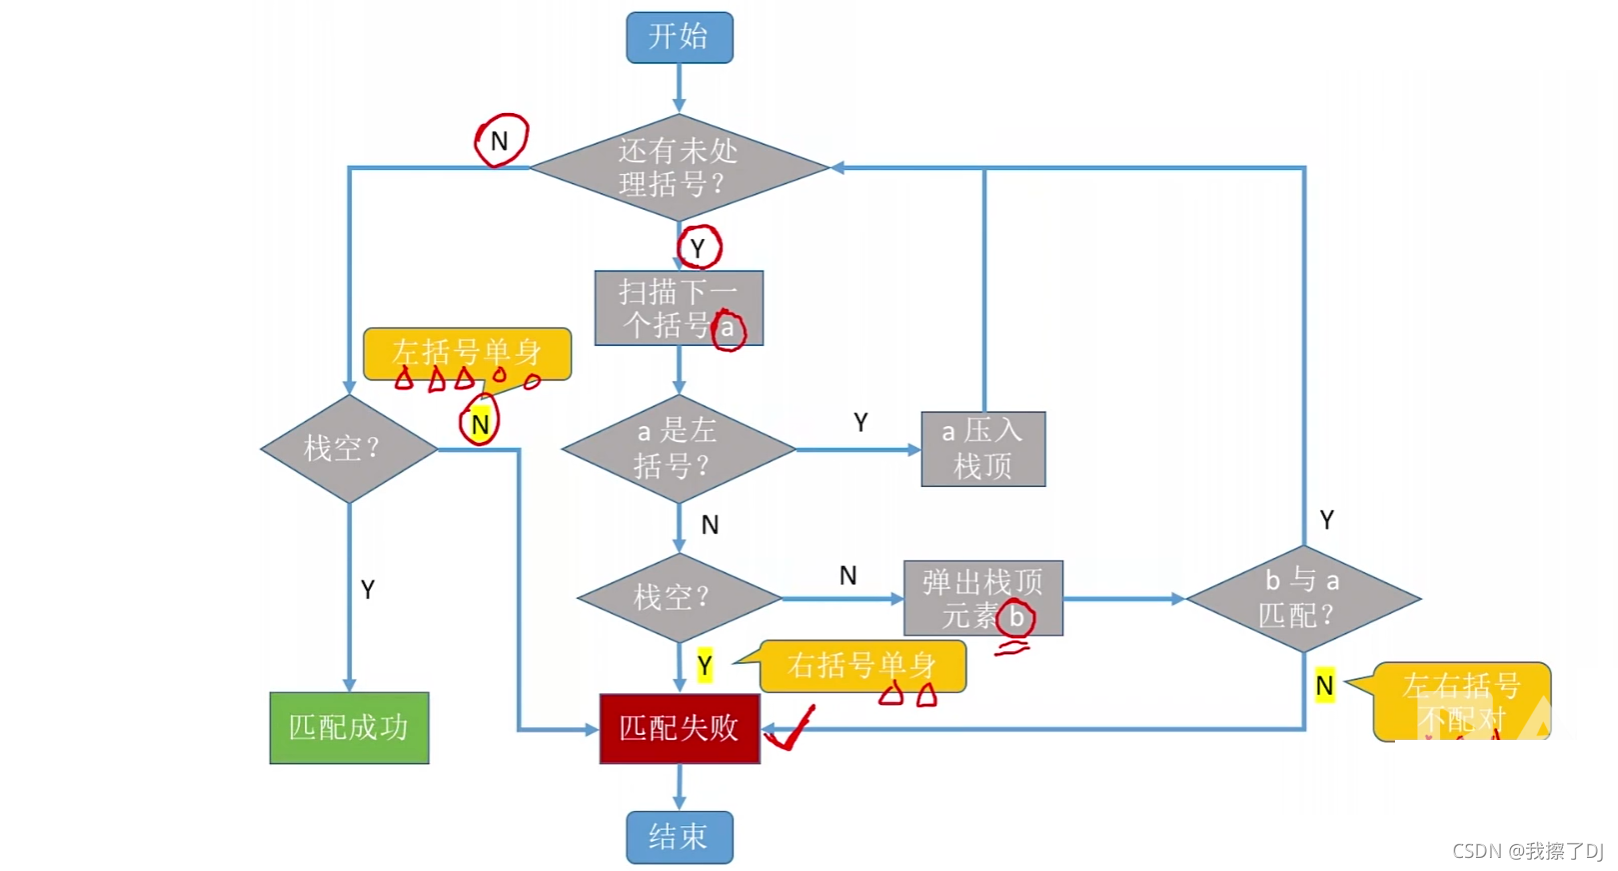 开始
N
还有未处
理括号？
Y
扫描下一
个括号a
左括号单身
N
栈空？
a是左
括号？
Y
a压入
栈顶
N
Y
Y
栈空？
N
弹出栈顶
元素b
b与a
匹配？
Y
右括号单身
N
左右括号
不配对
匹配成功
匹配失败
结束
CSDN @我擦了DJ